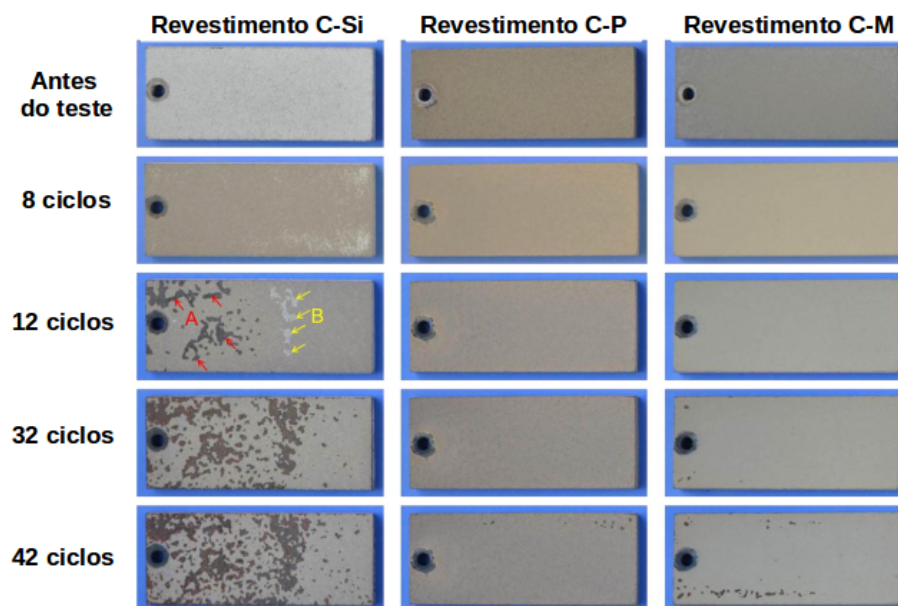 Revestimento C-Si Revestimento C-P Revestimento C-M
Antes
do teste
8 ciclos
12 ciclos
A B
32 ciclos
42 ciclos